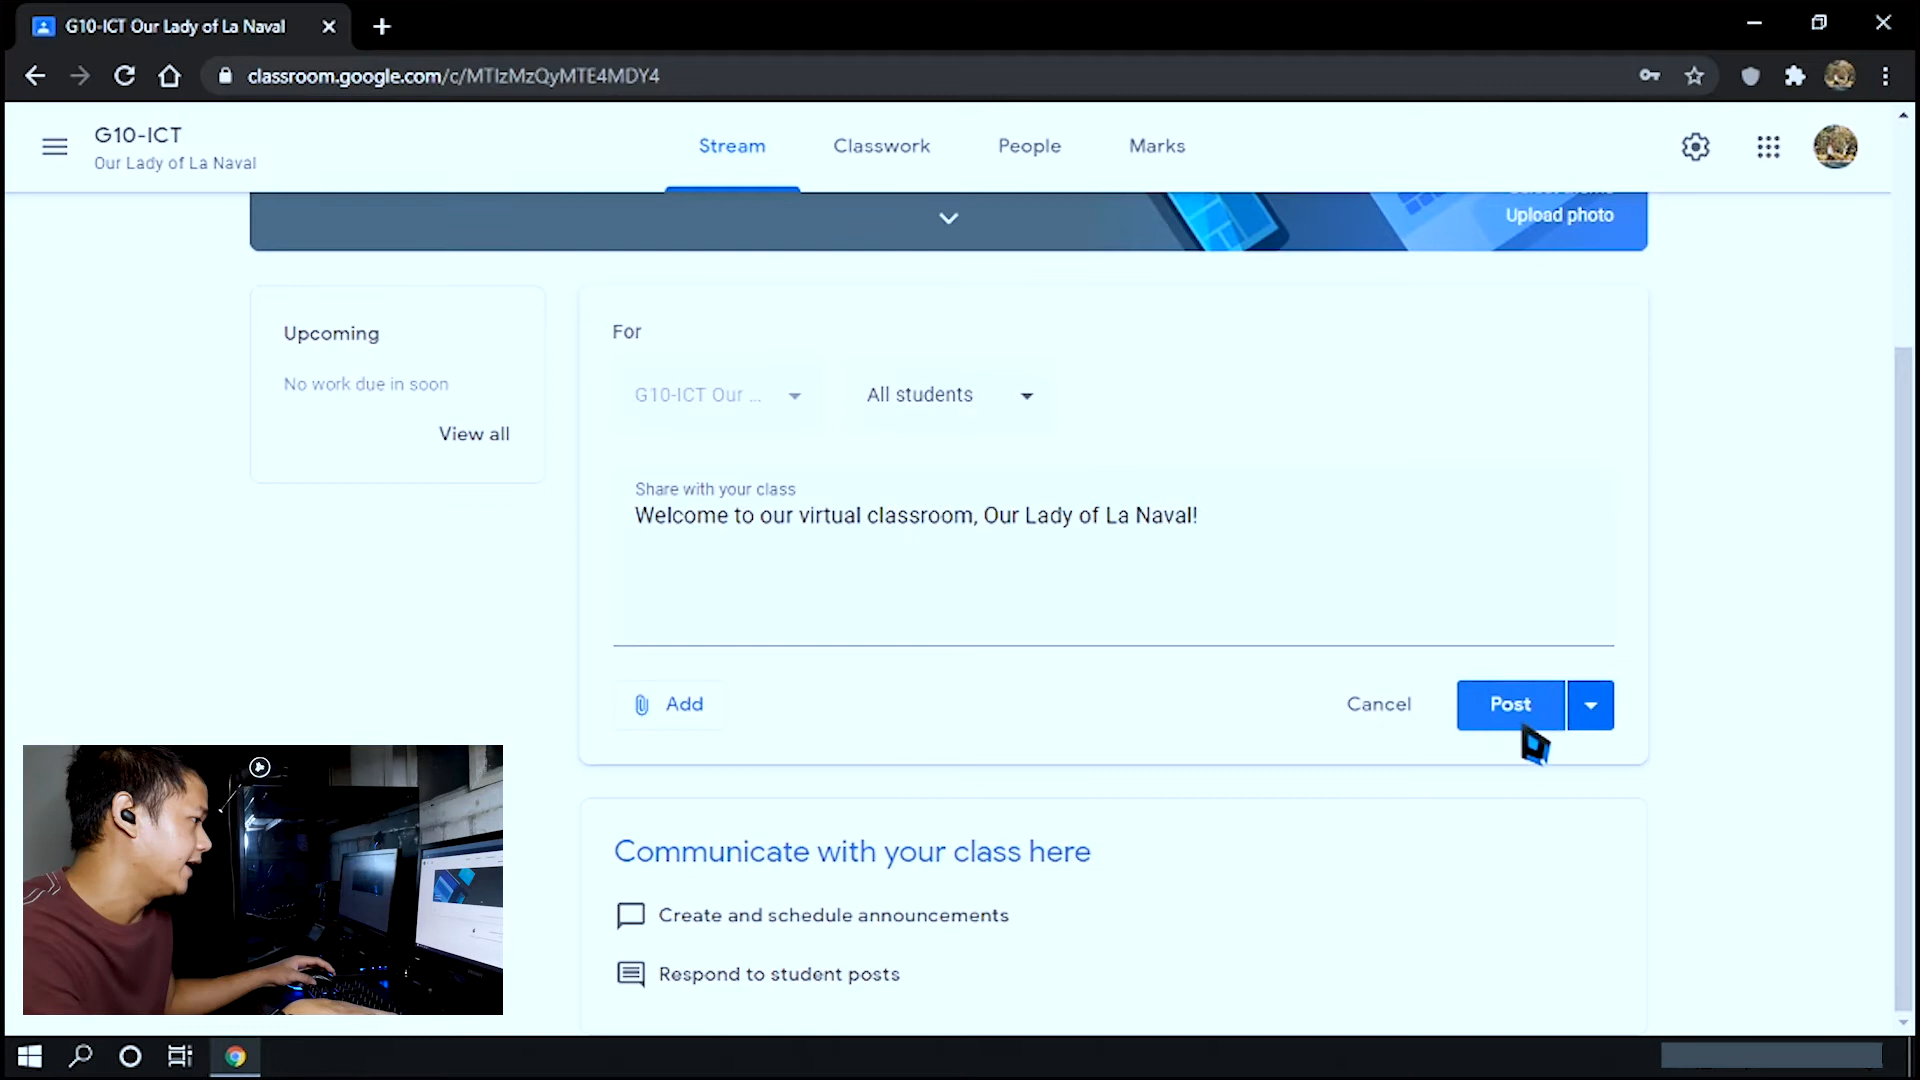 G10-ICT Our Lady of La Naval
classroom.google.com/c/MTIzMzQyMTE4MDY4
G10-ICT
Our Lady of La Naval
Stream
Classwork
People
Marks
Upload photo
Upcoming
No work due in soon
View all
For
G10-ICT Our ...
All students
Share with your class
Welcome to our virtual classroom, Our Lady of La Naval!
Add
Cancel
Post
Communicate with your class here
Create and schedule announcements
Respond to student posts